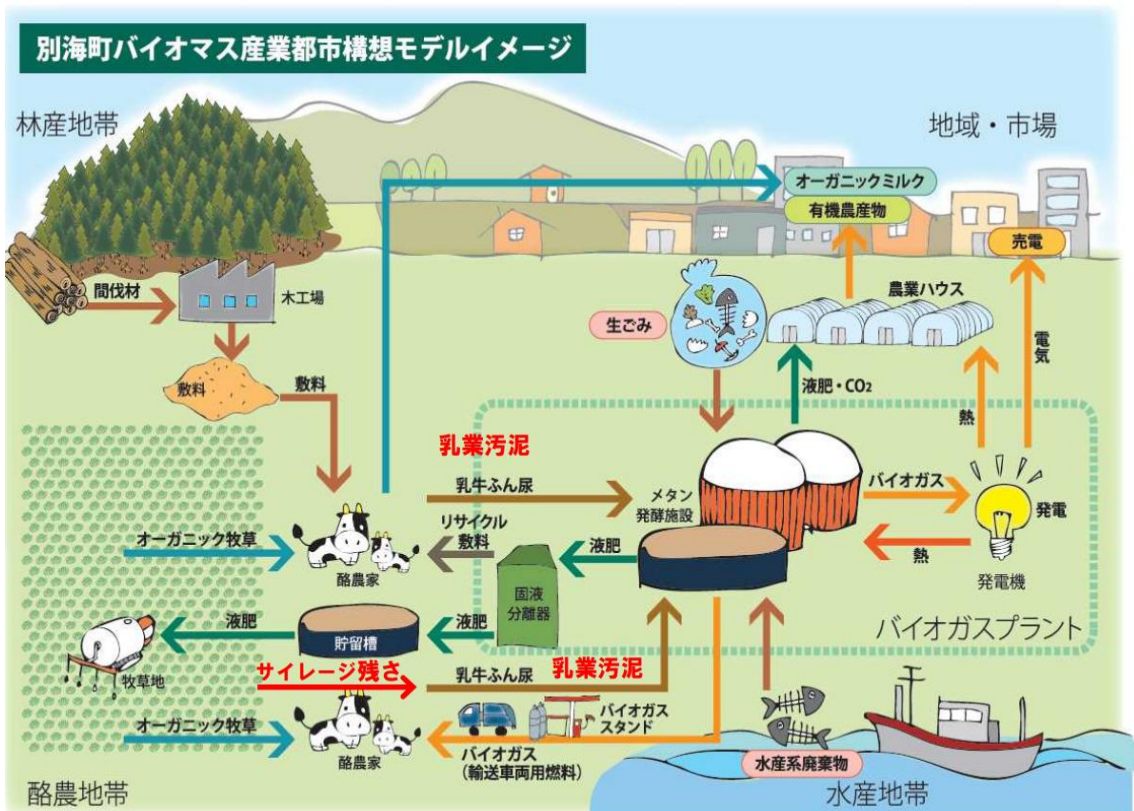 別海町バイオマス産業都市構想モデルイメージ
林産地帯
地域・市場
オーガニックミルク
有機農産物
売電
間伐材
木工場
生ごみ
農業ハウス
電気
敷料
敷料
液肥・CO₂
熱
乳業汚泥
乳牛ふん尿
メタン
発酵施設
バイオガス
発電
オーガニック牧草
リサイクル
敷料
液肥
熱
発電機
酪農家
固液
分離器
液肥
貯留槽
液肥
バイオガスプラント
牧草地
サイレージ残さ
乳牛ふん尿
乳業汚泥
オーガニック牧草
バイオガス
スタンド
バイオガス
（輸送車両用燃料）
酪農家
水産系廃棄物
酪農地帯
水産地帯